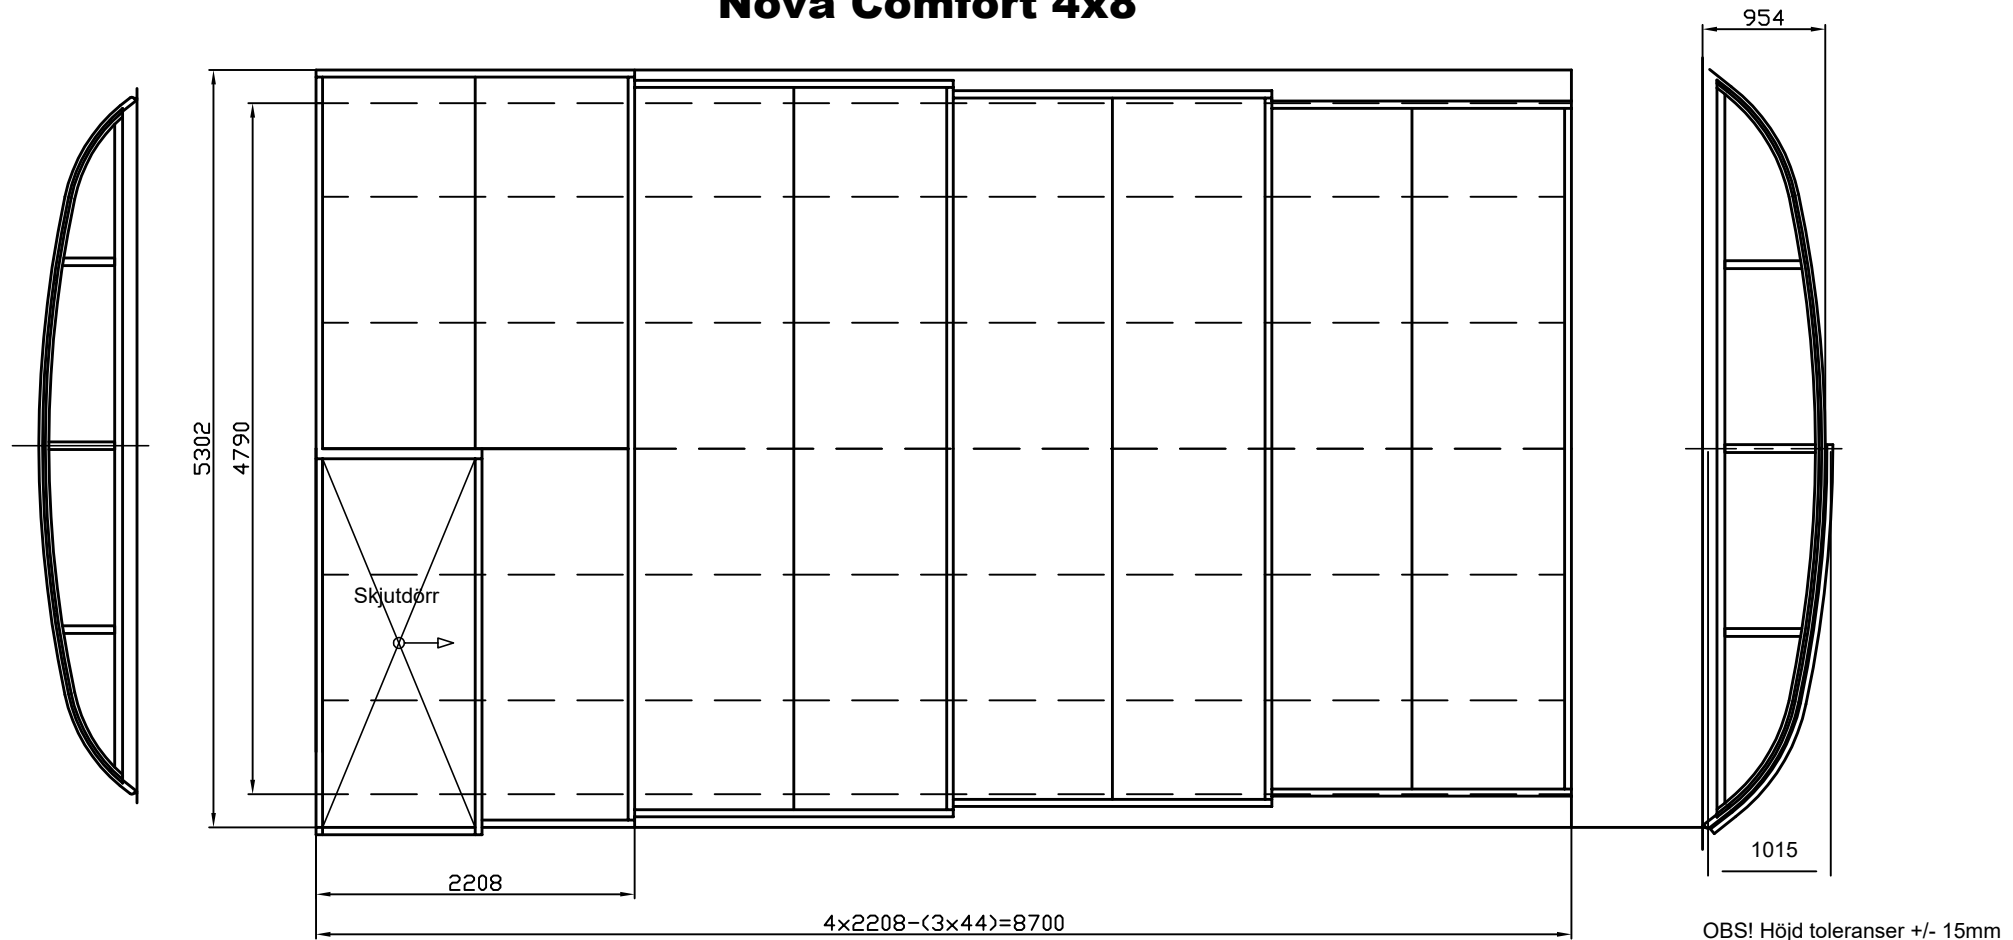 Nova Comfort 4x8
954
5302
4790
Skjutdörr
1015
2208
4x2208-(3x44)=8700
OBS! Höjd toleranser +/- 15mm